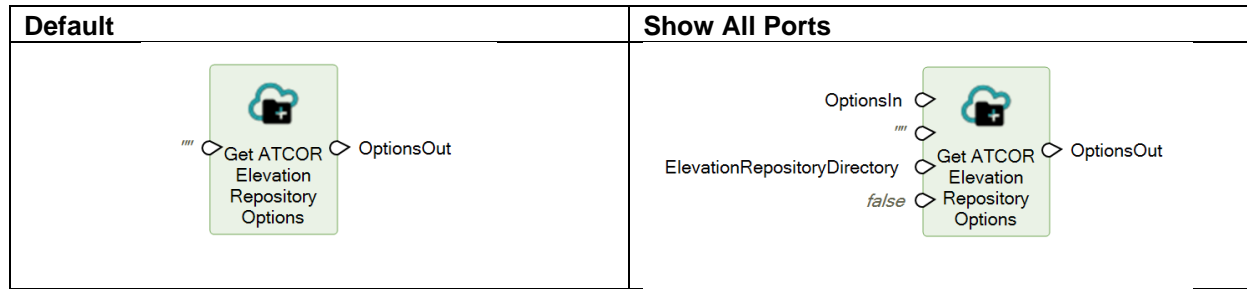 Default
Show All Ports
""
Get ATCOR
Elevation
Repository
Options
OptionsOut
OptionsIn
""
ElevationRepositoryDirectory
false
Get ATCOR
Elevation
Repository
Options
OptionsOut